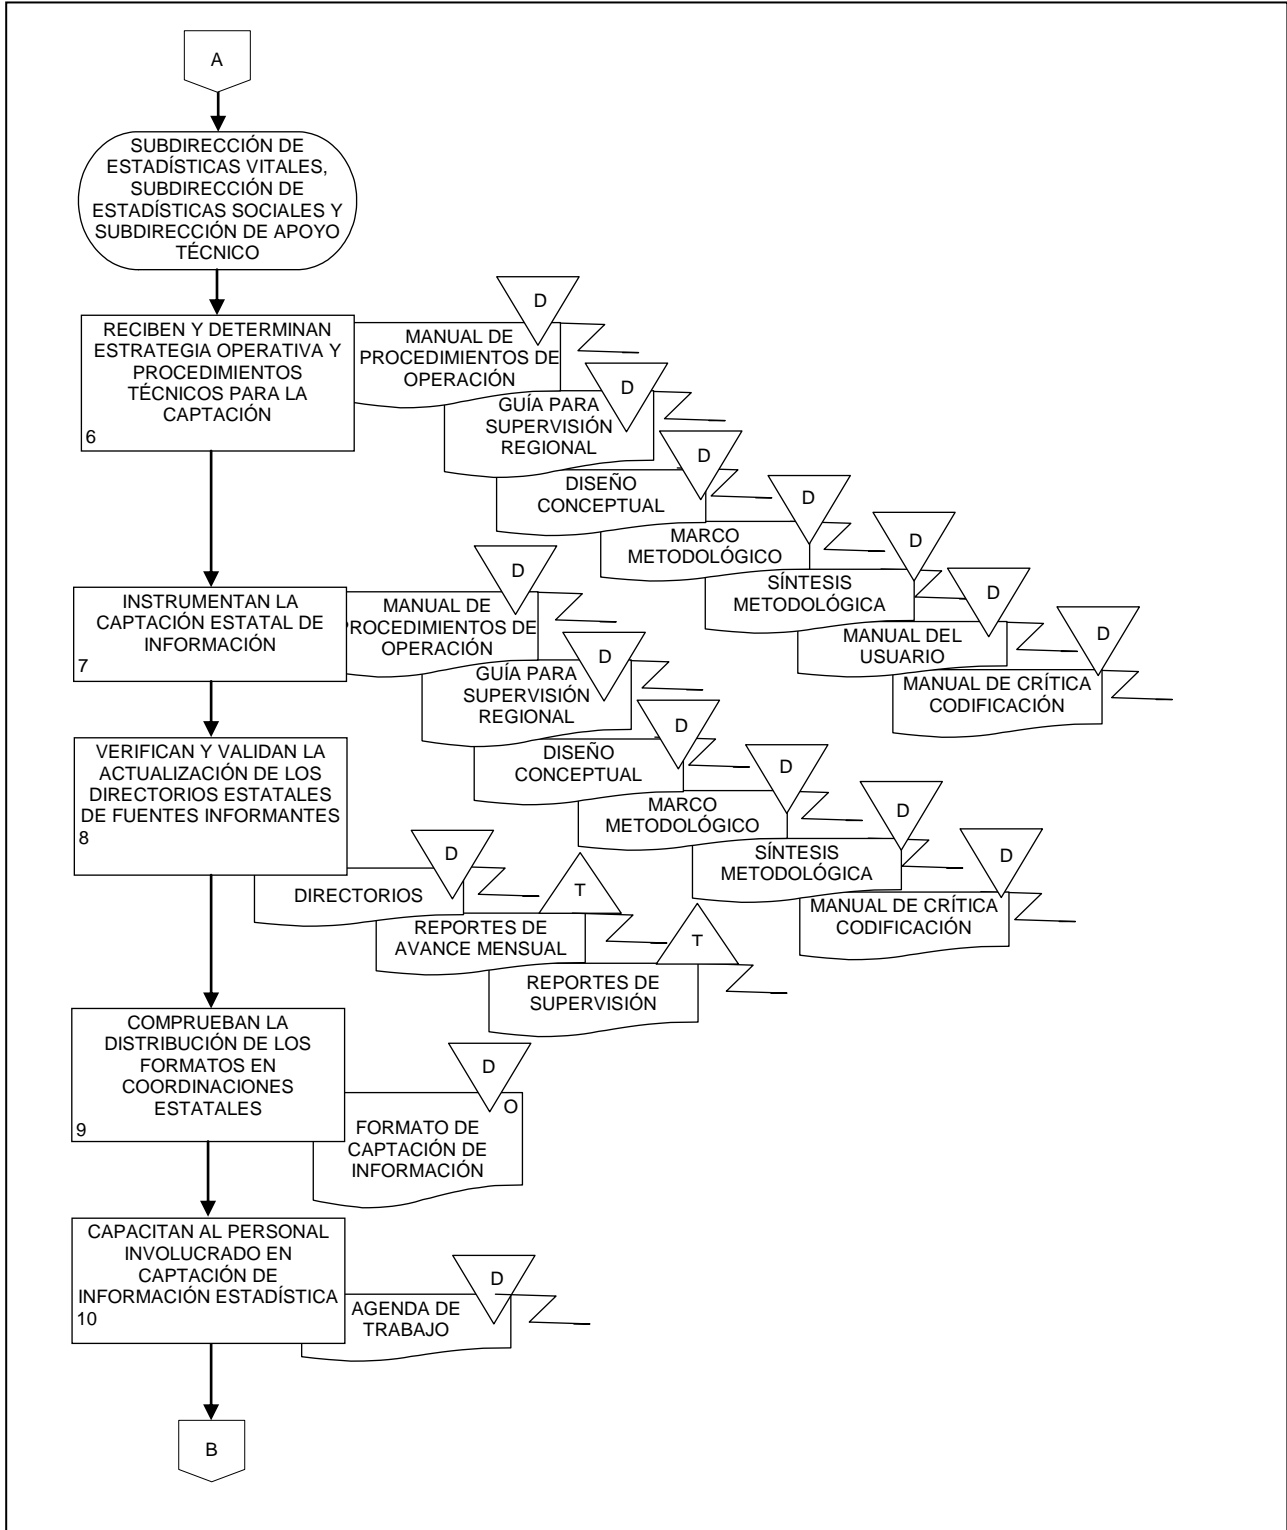 A
SUBDIRECCIÓN DE
ESTADÍSTICAS VITALES,
SUBDIRECCIÓN DE
ESTADÍSTICAS SOCIALES Y
SUBDIRECCIÓN DE APOYO
TÉCNICO
RECIBEN Y DETERMINAN
ESTRATEGIA OPERATIVA Y
PROCEDIMIENTOS
TÉCNICOS PARA LA
CAPTACIÓN
6
D
MANUAL DE
PROCEDIMIENTOS DE
OPERACIÓN
D
GUÍA PARA
SUPERVISIÓN
REGIONAL
D
DISEÑO
CONCEPTUAL
D
MARCO
METODOLÓGICO
D
SÍNTESIS
METODOLÓGICA
D
MANUAL DEL
USUARIO
D
MANUAL DE CRÍTICA
CODIFICACIÓN
INSTRUMENTAN LA
CAPTACIÓN ESTATAL DE
INFORMACIÓN
7
D
MANUAL DE
PROCEDIMIENTOS DE
OPERACIÓN
D
GUÍA PARA
SUPERVISIÓN
REGIONAL
D
DISEÑO
CONCEPTUAL
D
MARCO
METODOLÓGICO
D
SÍNTESIS
METODOLÓGICA
D
MANUAL DE CRÍTICA
CODIFICACIÓN
VERIFICAN Y VALIDAN LA
ACTUALIZACIÓN DE LOS
DIRECTORIOS ESTATALES
DE FUENTES INFORMANTES
8
D
DIRECTORIOS
T
REPORTES DE
AVANCE MENSUAL
T
REPORTES DE
SUPERVISIÓN
COMPRUEBAN LA
DISTRIBUCIÓN DE LOS
FORMATOS EN
COORDINACIONES
ESTATALES
9
D
O
FORMATO DE
CAPTACIÓN DE
INFORMACIÓN
CAPACITAN AL PERSONAL
INVOLUCRADO EN
CAPTACIÓN DE
INFORMACIÓN ESTADÍSTICA
10
D
AGENDA DE
TRABAJO
B